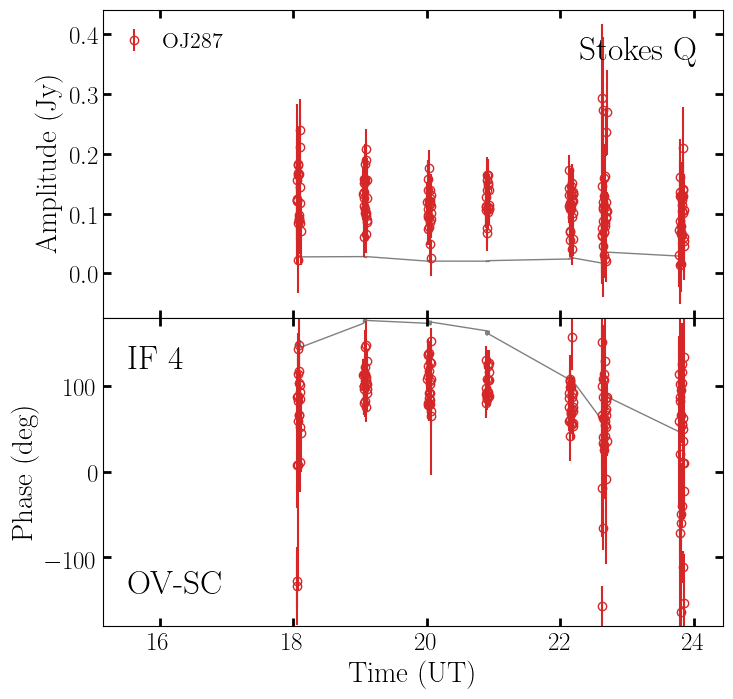 OJ287
Stokes Q
0.4
0.3
0.2
0.1
0.0
Amplitude (Jy)
IF 4
OV-SC
100
0
−100
Phase (deg)
16 18 20 22 24
Time (UT)